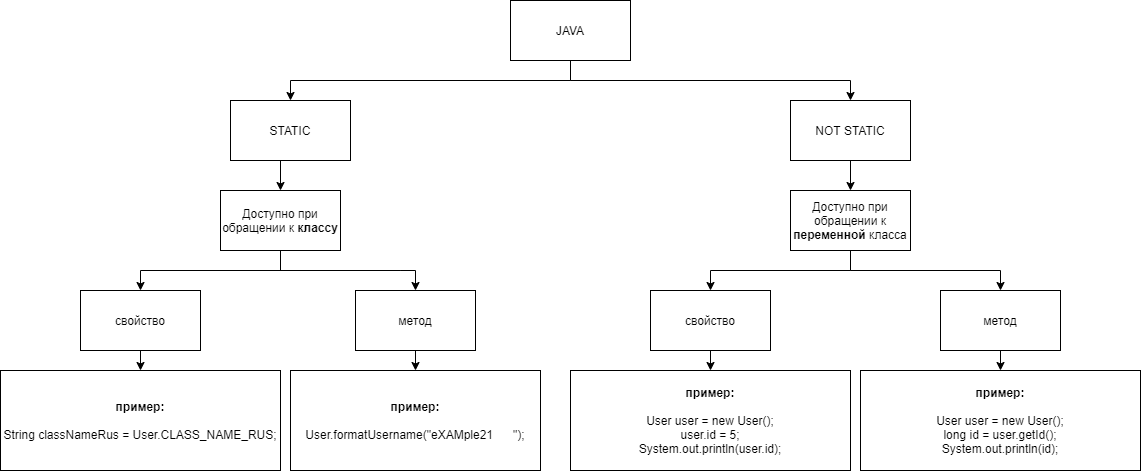 JAVA
STATIC
NOT STATIC
Доступно при
обращении к классу
Доступно при
обращении к
переменной класса
свойство
метод
свойство
метод
пример:
String classNameRus = User.CLASS_NAME_RUS;
пример:
User.formatUsername("eXAMple21      ");
пример:
User user = new User();
user.id = 5;
System.out.println(user.id);
пример:
User user = new User();
long id = user.getId();
System.out.println(id);